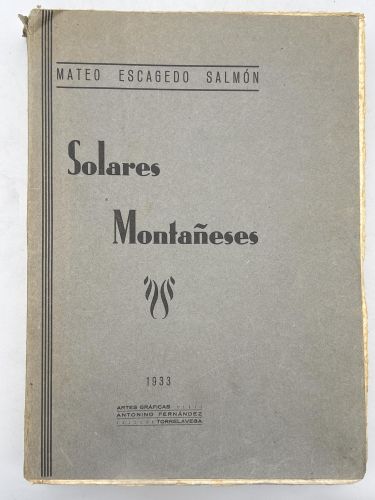 MATEO ESCAGEDO SALMÓN
Solares
Montañeses
1933
ARTES GRÁFICAS
ANTONINO FERNÁNDEZ
TORRELAVEGA